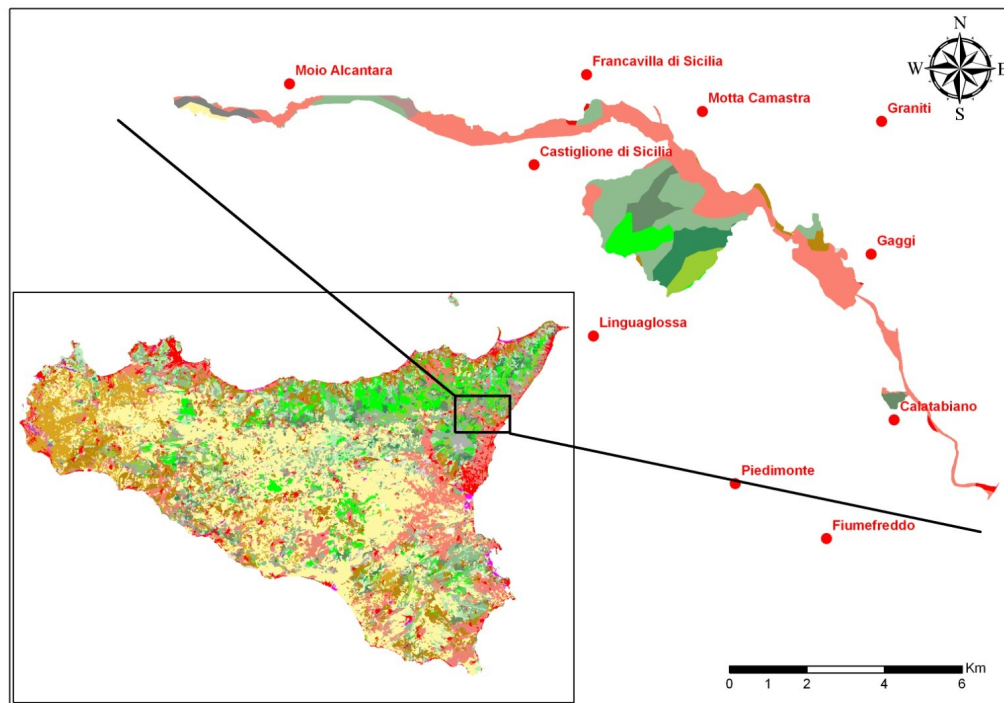 N
W
E
S
Francavilla di Sicilia
Moio Alcantara
Motta Camastra
Graniti
Castiglione di Sicilia
Gaggi
Linguaglossa
Calatabiano
Piedimonte
Fiumefreddo
Km
0 1 2 4 6